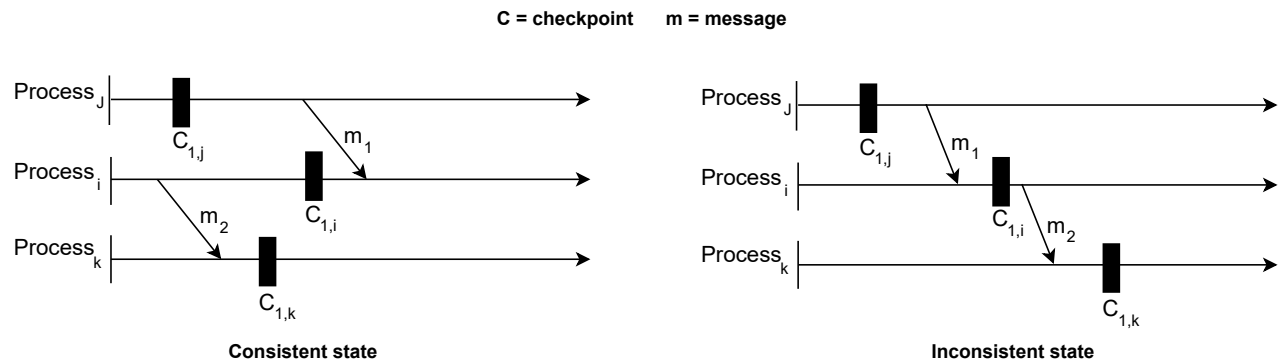 C = checkpoint m = message
Process J
C 1,j
m 1
Process i
C 1,i
m 2
Process k
C 1,k
Consistent state
Process J
C 1,j
m 1
Process i
C 1,i
m 2
Process k
C 1,k
Inconsistent state